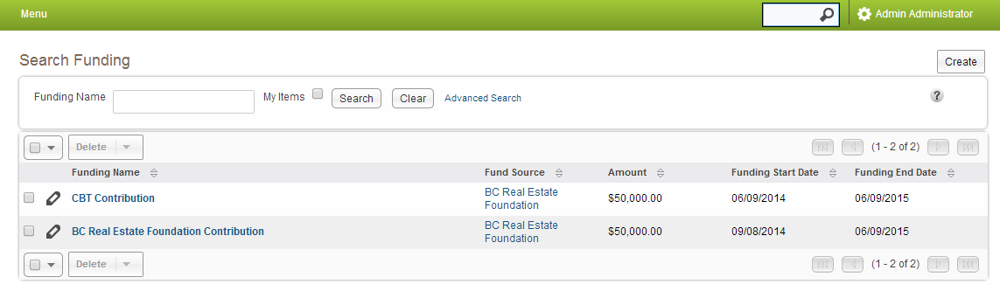 Menu
Admin Administrator
Search Funding
Create
Funding Name My Items Search Clear Advanced Search ?
Delete (1 - 2 of 2)
Funding Name Fund Source Amount Funding Start Date Funding End Date
CBT Contribution BC Real Estate Foundation $50,000.00 06/09/2014 06/09/2015
BC Real Estate Foundation Contribution BC Real Estate Foundation $50,000.00 09/08/2014 06/09/2015
Delete (1 - 2 of 2)